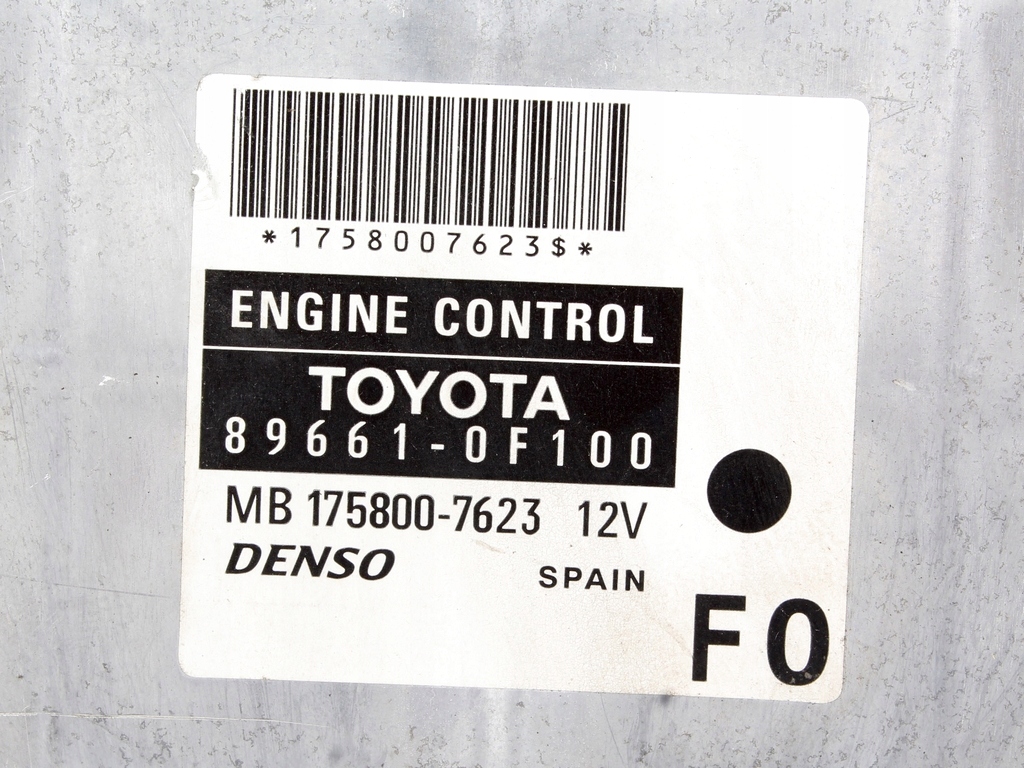 *1758007623$*
ENGINE CONTROL
TOYOTA
89661-0F100
MB 175800-7623 12V
DENSO SPAIN
F0